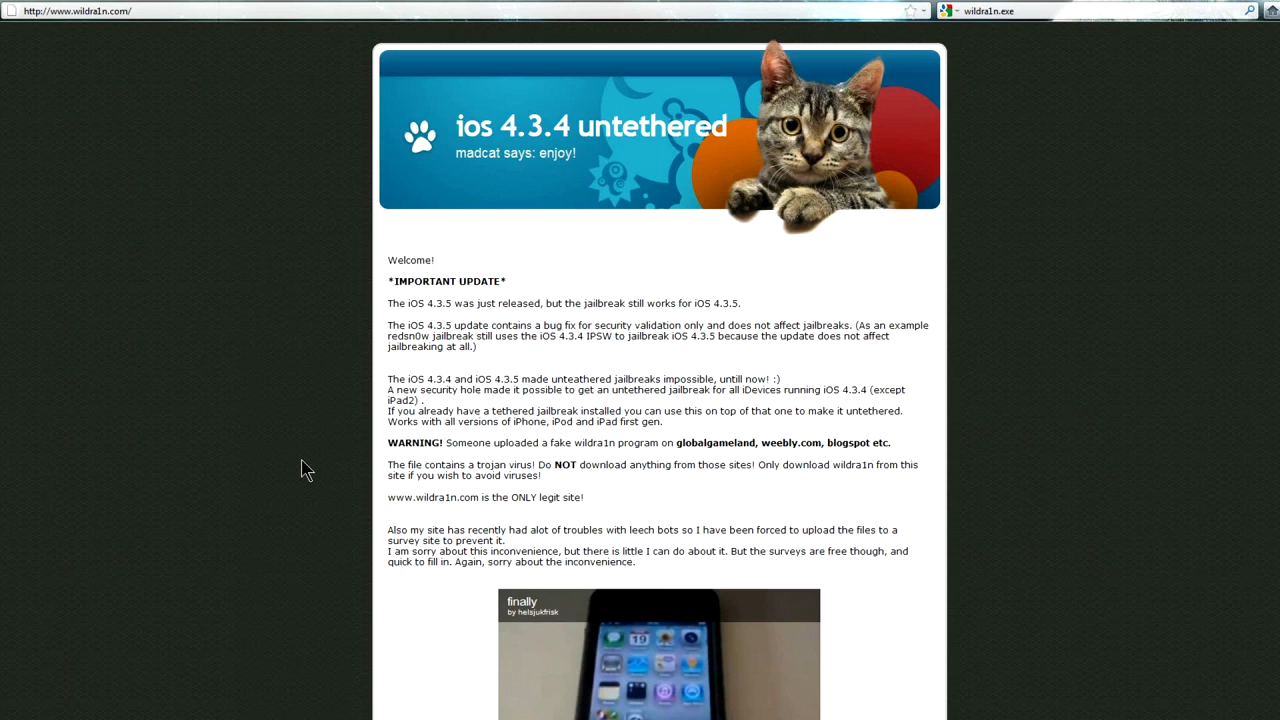 http://www.wildra1n.com/
wildra1n.exe
ios 4.3.4 untethered
madcat says: enjoy!
Welcome!
*IMPORTANT UPDATE*
The iOS 4.3.5 was just released, but the jailbreak still works for iOS 4.3.5.
The iOS 4.3.5 update contains a bug fix for security validation only and does not affect jailbreaks. (As an example
redsn0w jailbreak still uses the iOS 4.3.4 IPSW to jailbreak iOS 4.3.5 because the update does not affect
jailbreaking at all.)
The iOS 4.3.4 and iOS 4.3.5 made unteathered jailbreaks impossible, untill now! :)
A new security hole made it possible to get an untethered jailbreak for all iDevices running iOS 4.3.4 (except
iPad2) .
If you already have a tethered jailbreak installed you can use this on top of that one to make it untethered.
Works with all versions of iPhone, iPod and iPad first gen.
WARNING! Someone uploaded a fake wildra1n program on globalgameland, weebly.com, blogspot etc.
The file contains a trojan virus! Do NOT download anything from those sites! Only download wildra1n from this
site if you wish to avoid viruses!
www.wildra1n.com is the ONLY legit site!
Also my site has recently had alot of troubles with leech bots so I have been forced to upload the files to a
survey site to prevent it.
I am sorry about this inconvenience, but there is little I can do about it. But the surveys are free though, and
quick to fill in. Again, sorry about the inconvenience.
finally
by helsjukfrisk
19